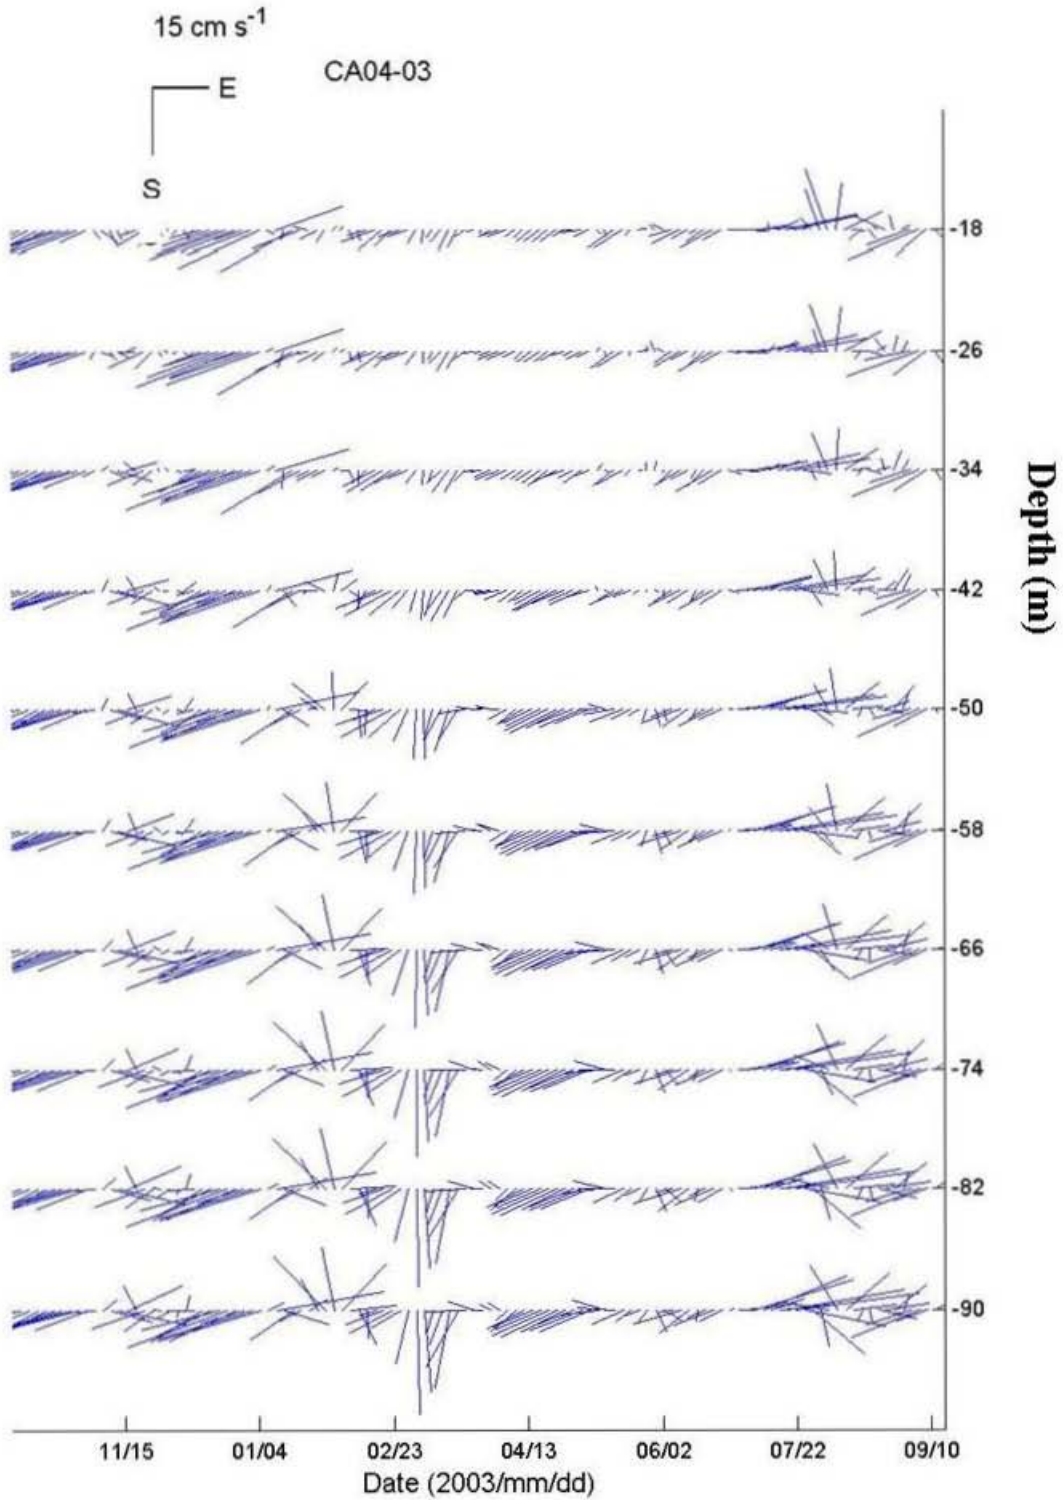 15 cm s⁻¹
CA04-03
E
S
-18
-26
-34
-42
-50
-58
-66
-74
-82
-90
Depth (m)
11/15 01/04 02/23 04/13 06/02 07/22 09/10
Date (2003/mm/dd)